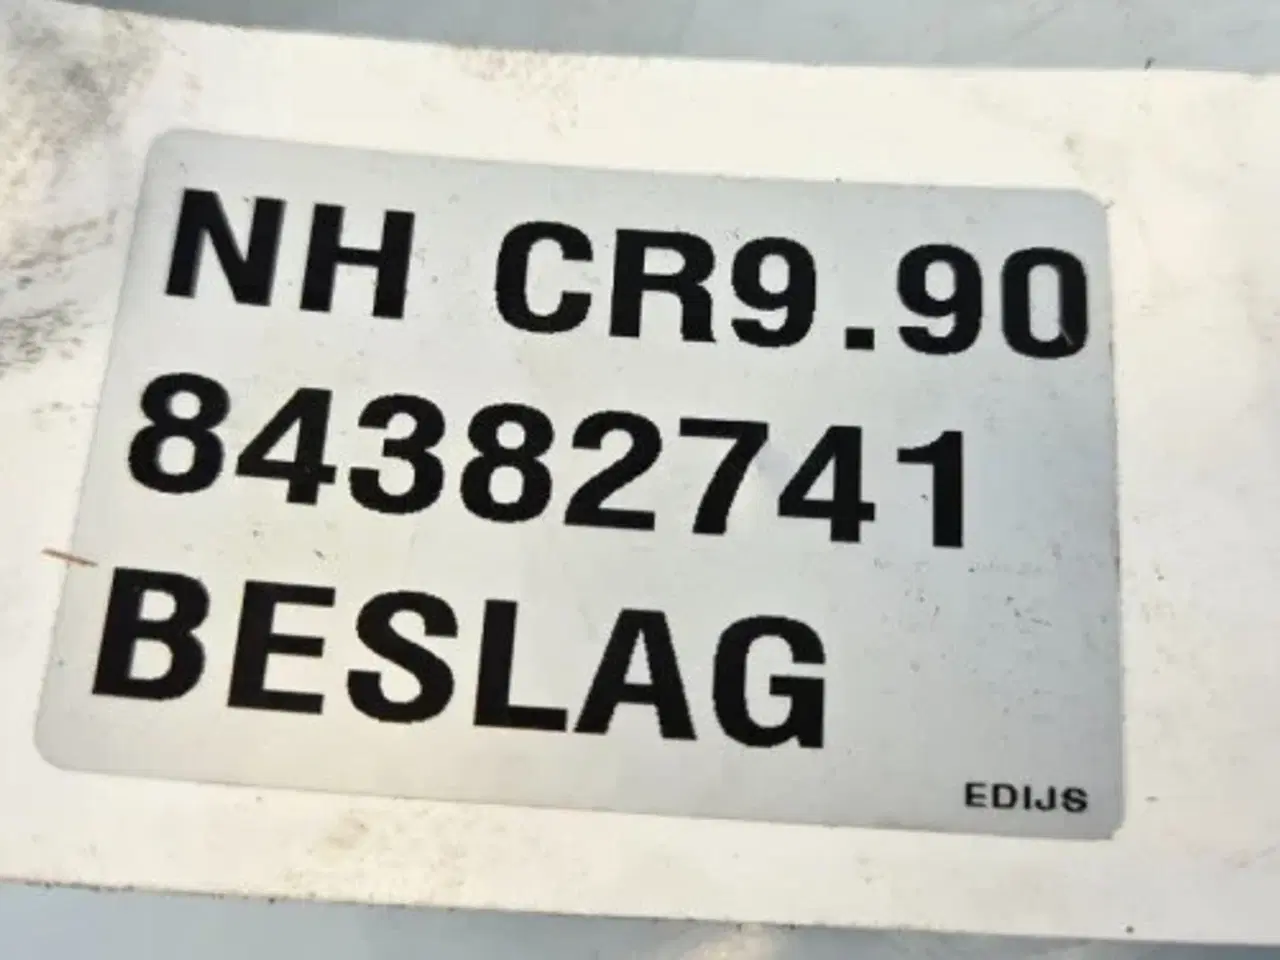 NH CR9.90
84382741
BESLAG
EDIJS